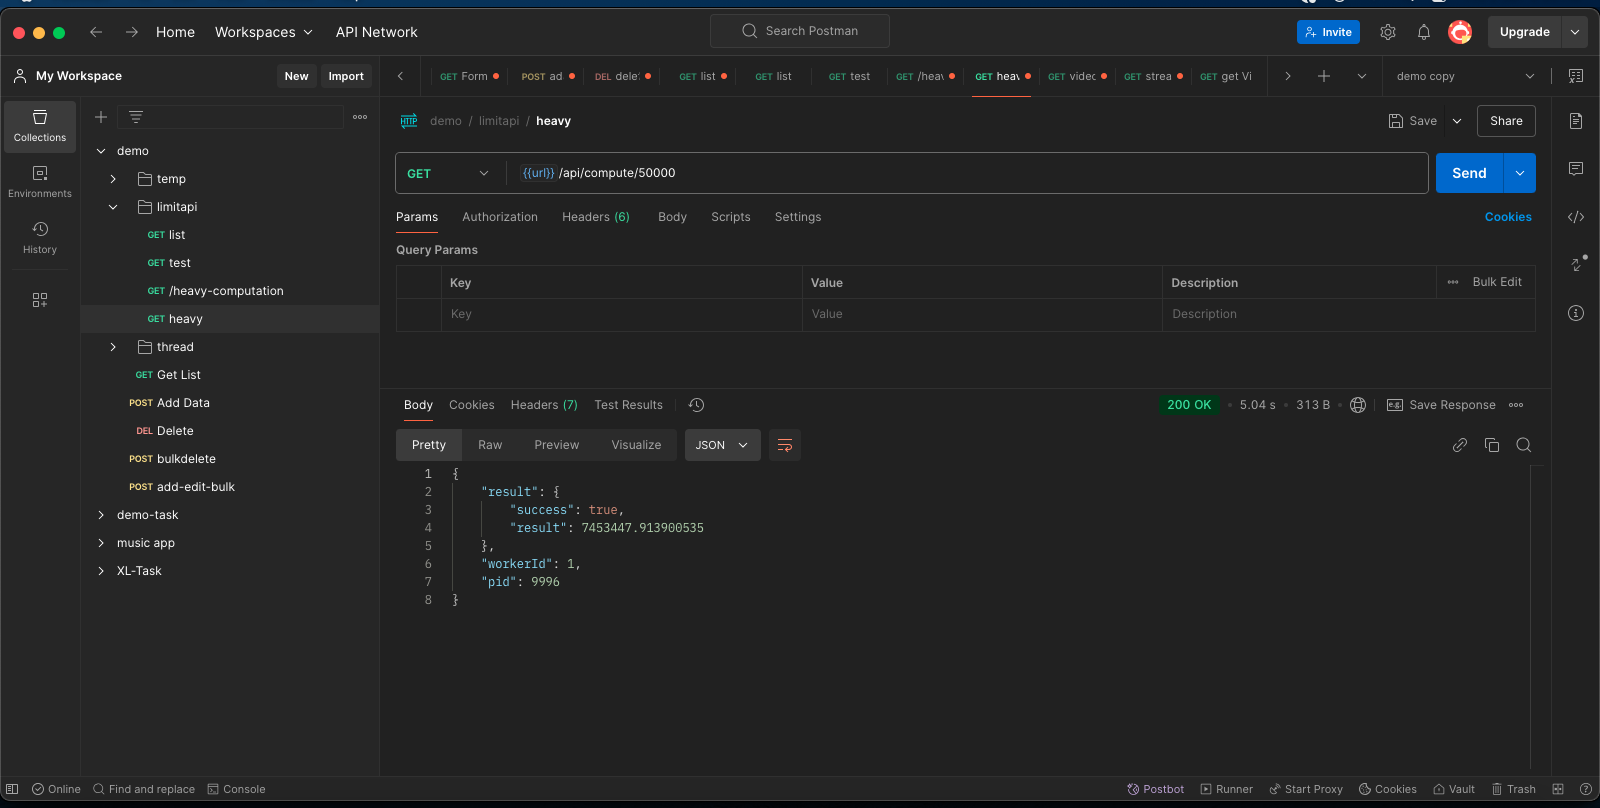 Home
Workspaces
API Network
Search Postman
Invite
Upgrade
My Workspace
New
Import
GET Form
POST ad
DEL dele
GET list
GET list
GET test
GET /hea
GET heav
GET videc
GET strea
GET get Vi
demo copy
Collections
Environments
History
demo
temp
limitapi
GET list
GET test
GET /heavy-computation
GET heavy
thread
GET Get List
POST Add Data
DEL Delete
POST bulkdelete
POST add-edit-bulk
demo-task
music app
XL-Task
HTTP demo / limitapi / heavy
Save
Share
GET
{{url}} /api/compute/50000
Send
Params
Authorization
Headers (6)
Body
Scripts
Settings
Cookies
Query Params
Key
Value
Description
Bulk Edit
Key
Value
Description
Body
Cookies
Headers (7)
Test Results
200 OK
5.04 s
313 B
e.g. Save Response
Pretty
Raw
Preview
Visualize
JSON
1 {
2 "result": {
3 "success": true,
4 "result": 7453447.913900535
5 },
6 "workerId": 1,
7 "pid": 9996
8 }
Online
Find and replace
Console
Postbot
Runner
Start Proxy
Cookies
Vault
Trash